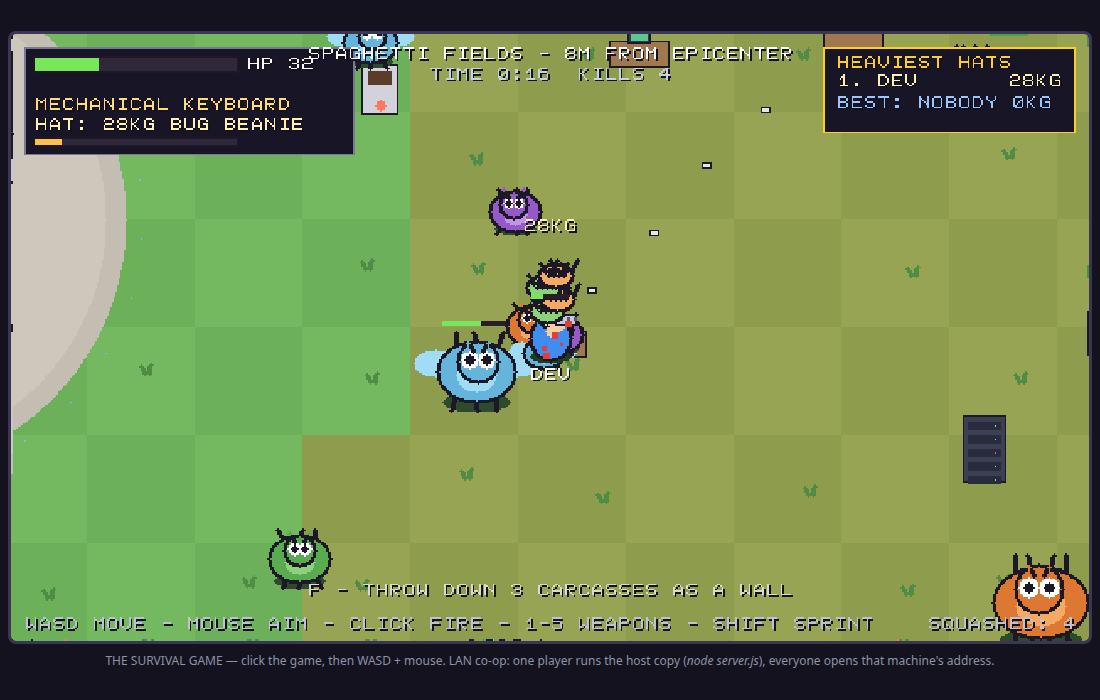 SPAGHETTI FIELDS - 8M FROM EPICENTER
TIME 0:16 KILLS 4
HP 32
MECHANICAL KEYBOARD
HAT: 28KG BUG BEANIE
HEAVIEST HATS
1. DEV 28KG
BEST: NOBODY 0KG
28KG
DEV
F - THROW DOWN 3 CARCASSES AS A WALL
WASD MOVE - MOUSE AIM - CLICK FIRE - 1-5 WEAPONS - SHIFT SPRINT
SQUASHED: 4
THE SURVIVAL GAME — click the game, then WASD + mouse. LAN co-op: one player runs the host copy (node server.js), everyone opens that machine's address.